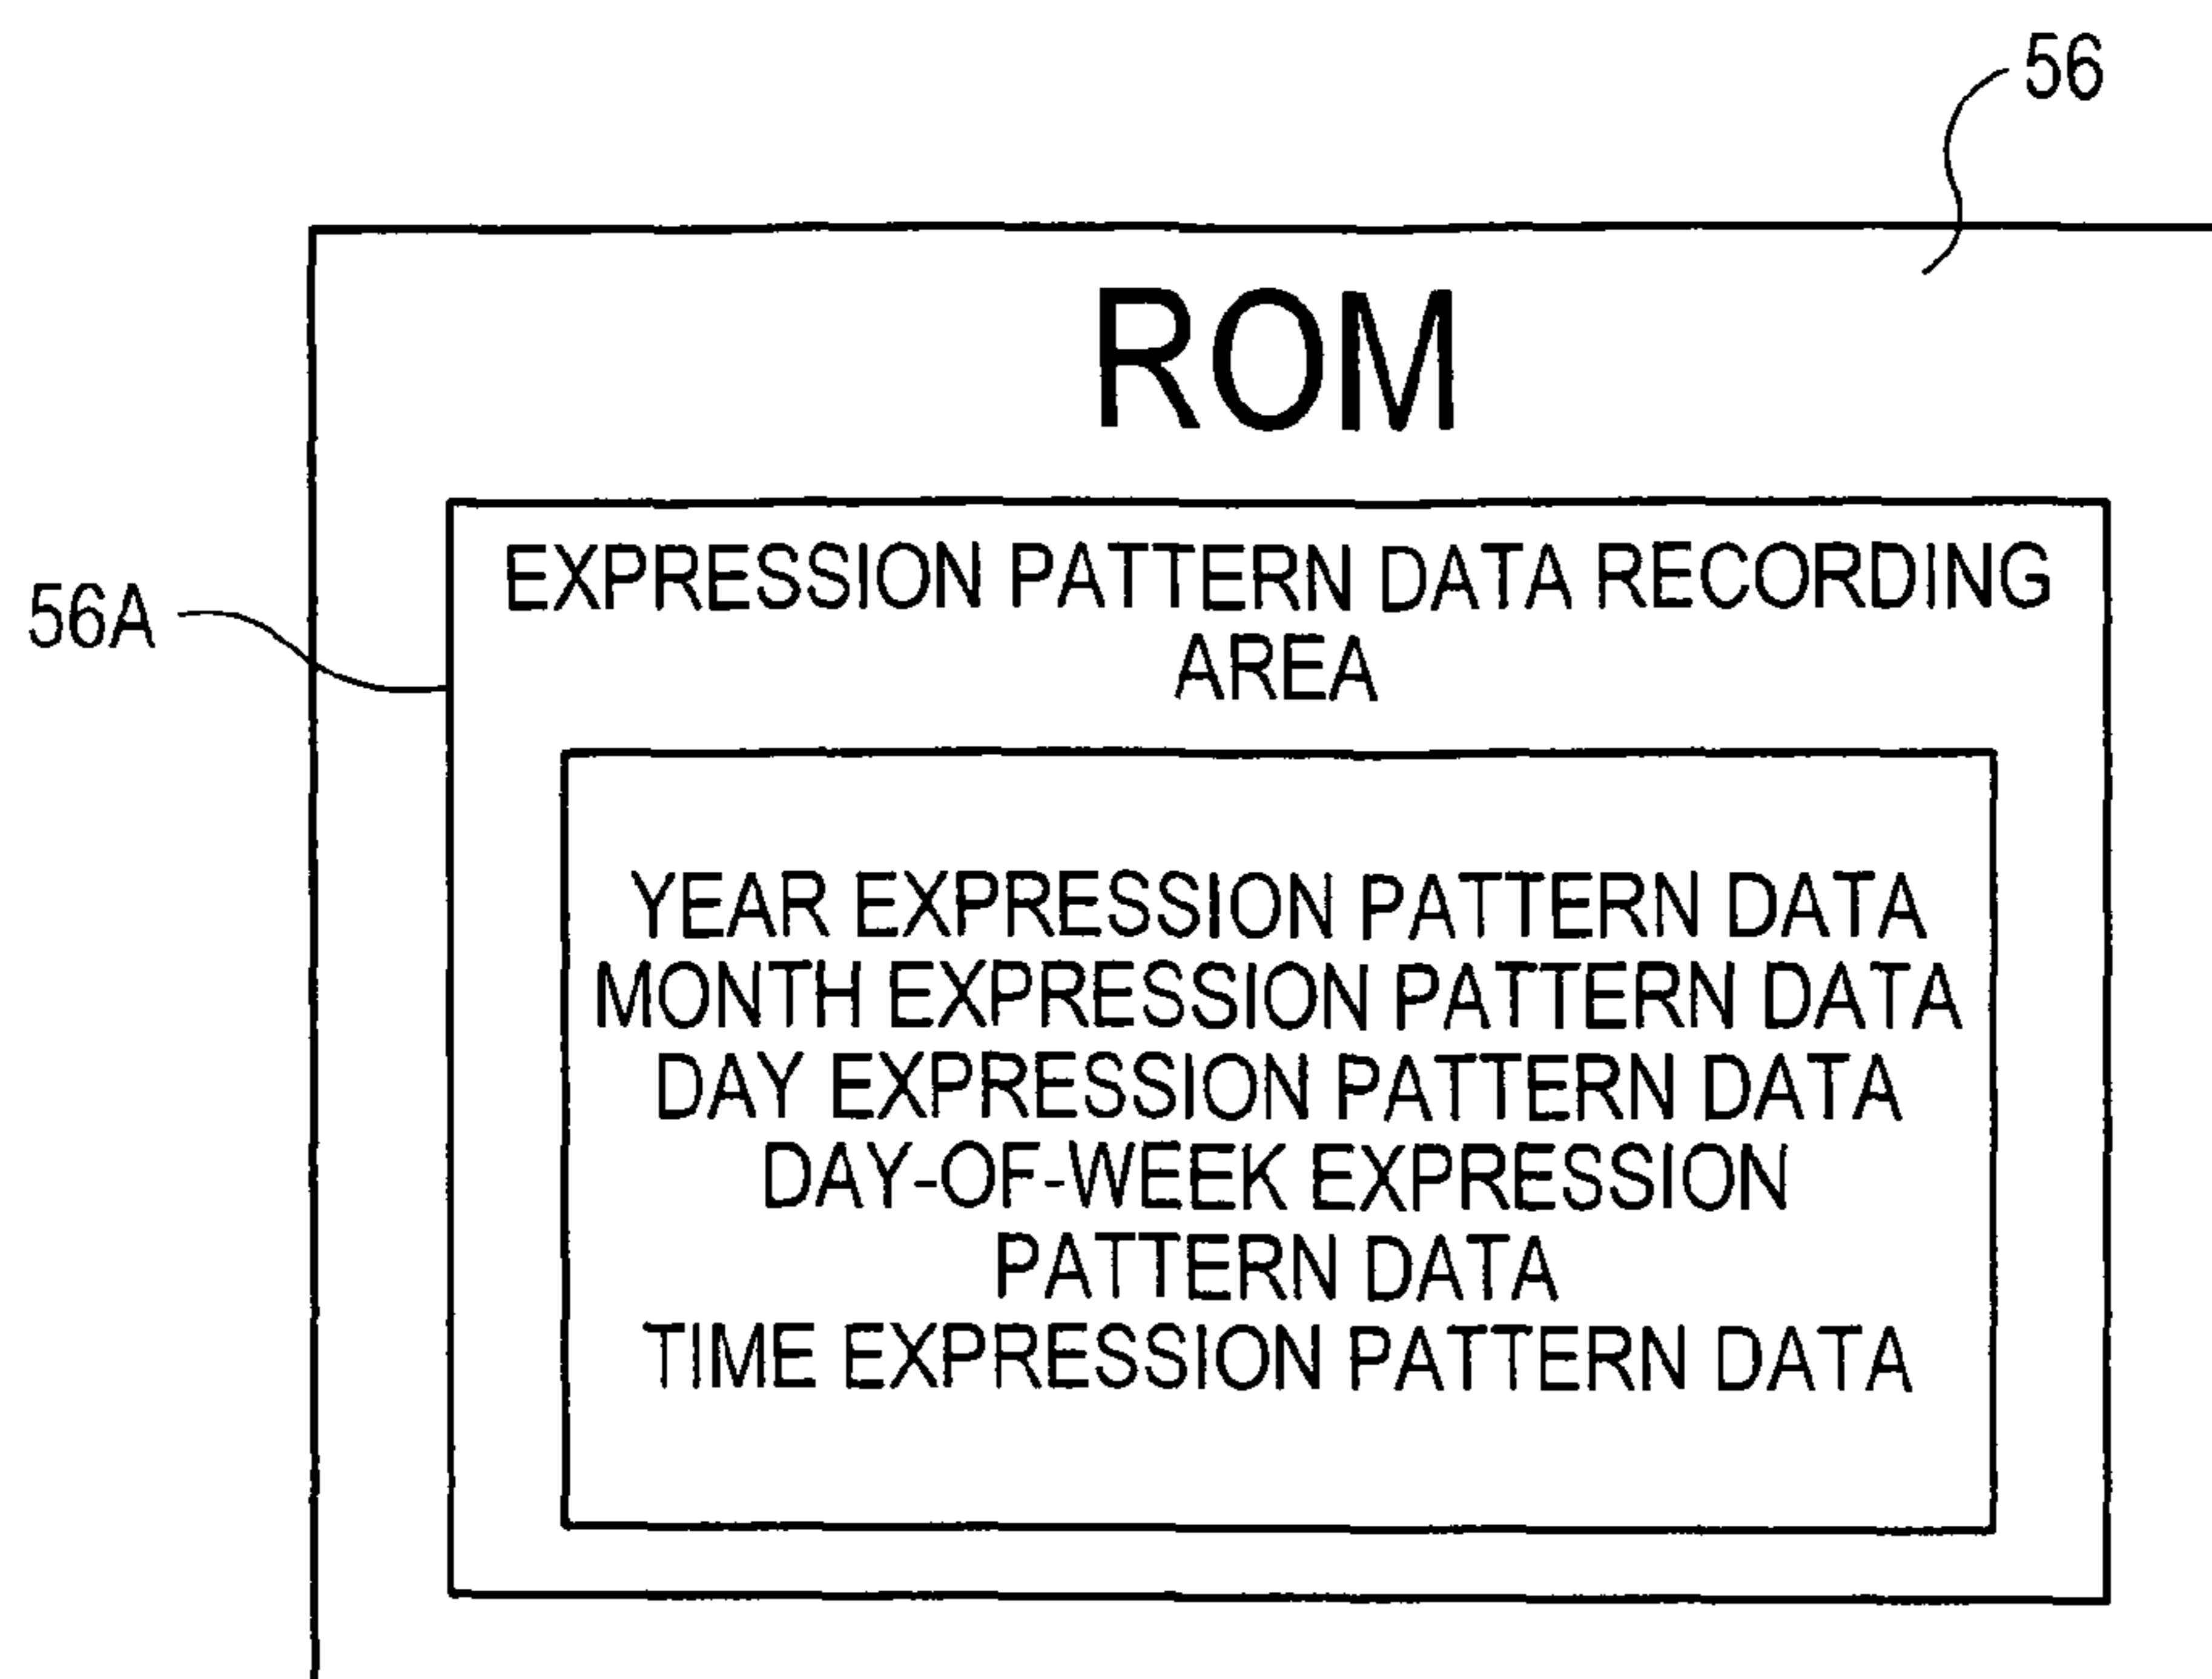 56
ROM
56A
EXPRESSION PATTERN DATA RECORDING
AREA
YEAR EXPRESSION PATTERN DATA
MONTH EXPRESSION PATTERN DATA
DAY EXPRESSION PATTERN DATA
DAY-OF-WEEK EXPRESSION
PATTERN DATA
TIME EXPRESSION PATTERN DATA